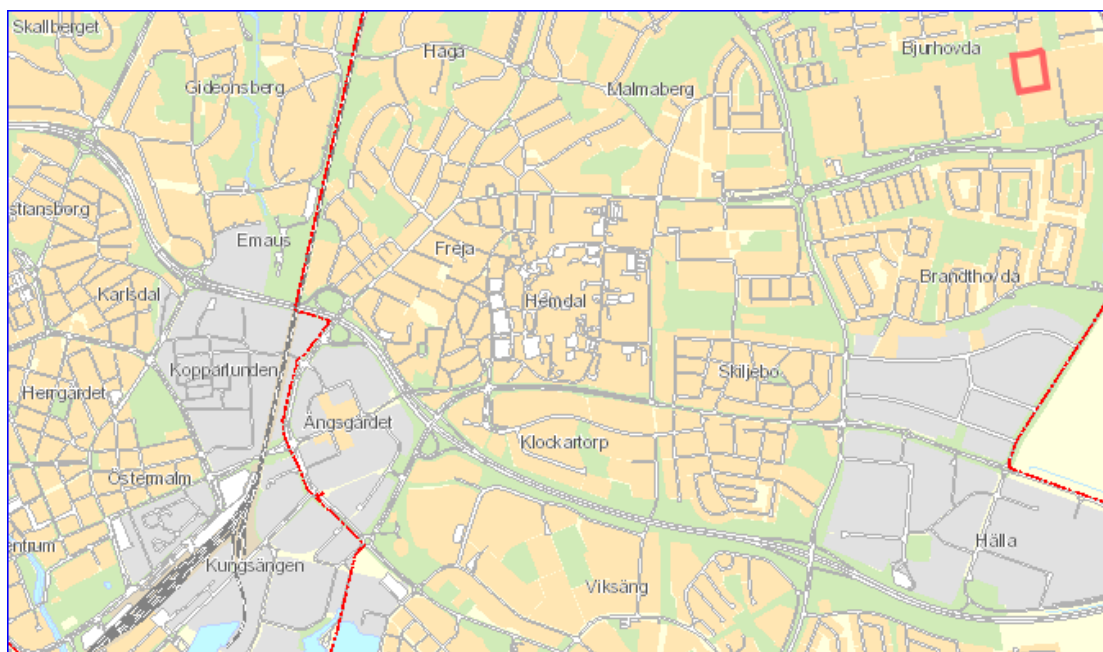 Skallberget
Haga
Bjurhovda
Gideonsberg
Malmaberg
stiansborg
Emaus
Freja
Brandthovda
Karlsdal
Hemdal
Kopparlunden
Skiljebo
Herrgärdet
Ängsgärdet
Klockartorp
Östermalm
Hälla
entrum
Kungsängen
Viksäng